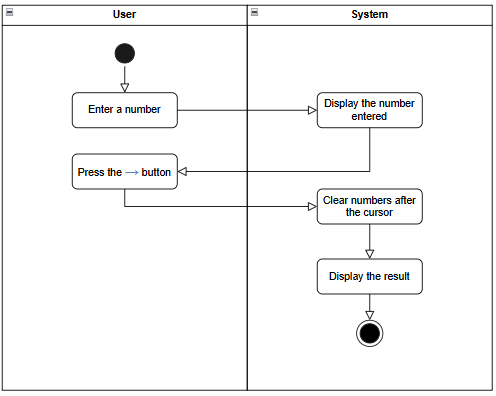 User
System
Enter a number
Display the number
entered
Press the → button
Clear numbers after
the cursor
Display the result